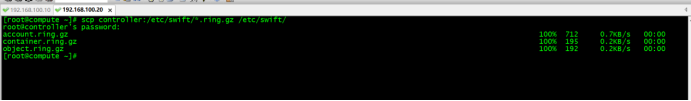 192.168.100.10 192.168.100.20
[root@compute ~]# scp controller:/etc/swift/*.ring.gz /etc/swift/
root@controller's password:
account.ring.gz 100% 712 0.7KB/s 00:00
container.ring.gz 100% 195 0.2KB/s 00:00
object.ring.gz 100% 192 0.2KB/s 00:00
[root@compute ~]#